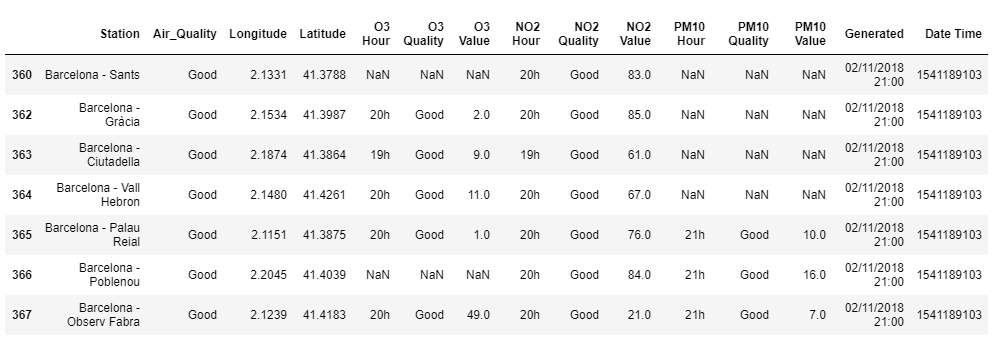 Station Air_Quality Longitude Latitude O3 Hour O3 Quality O3 Value NO2 Hour NO2 Quality NO2 Value PM10 Hour PM10 Quality PM10 Value Generated Date Time
360 Barcelona - Sants Good 2.1331 41.3788 NaN NaN NaN 20h Good 83.0 NaN NaN NaN 02/11/2018 21:00 1541189103
362 Barcelona - Gràcia Good 2.1534 41.3987 20h Good 2.0 20h Good 85.0 NaN NaN NaN 02/11/2018 21:00 1541189103
363 Barcelona - Ciutadella Good 2.1874 41.3864 19h Good 9.0 19h Good 61.0 NaN NaN NaN 02/11/2018 21:00 1541189103
364 Barcelona - Vall Hebron Good 2.1480 41.4261 20h Good 11.0 20h Good 67.0 NaN NaN NaN 02/11/2018 21:00 1541189103
365 Barcelona - Palau Reial Good 2.1151 41.3875 20h Good 1.0 20h Good 76.0 21h Good 10.0 02/11/2018 21:00 1541189103
366 Barcelona - Poblenou Good 2.2045 41.4039 NaN NaN NaN 20h Good 84.0 21h Good 16.0 02/11/2018 21:00 1541189103
367 Barcelona - Observ Fabra Good 2.1239 41.4183 20h Good 49.0 20h Good 21.0 21h Good 7.0 02/11/2018 21:00 1541189103